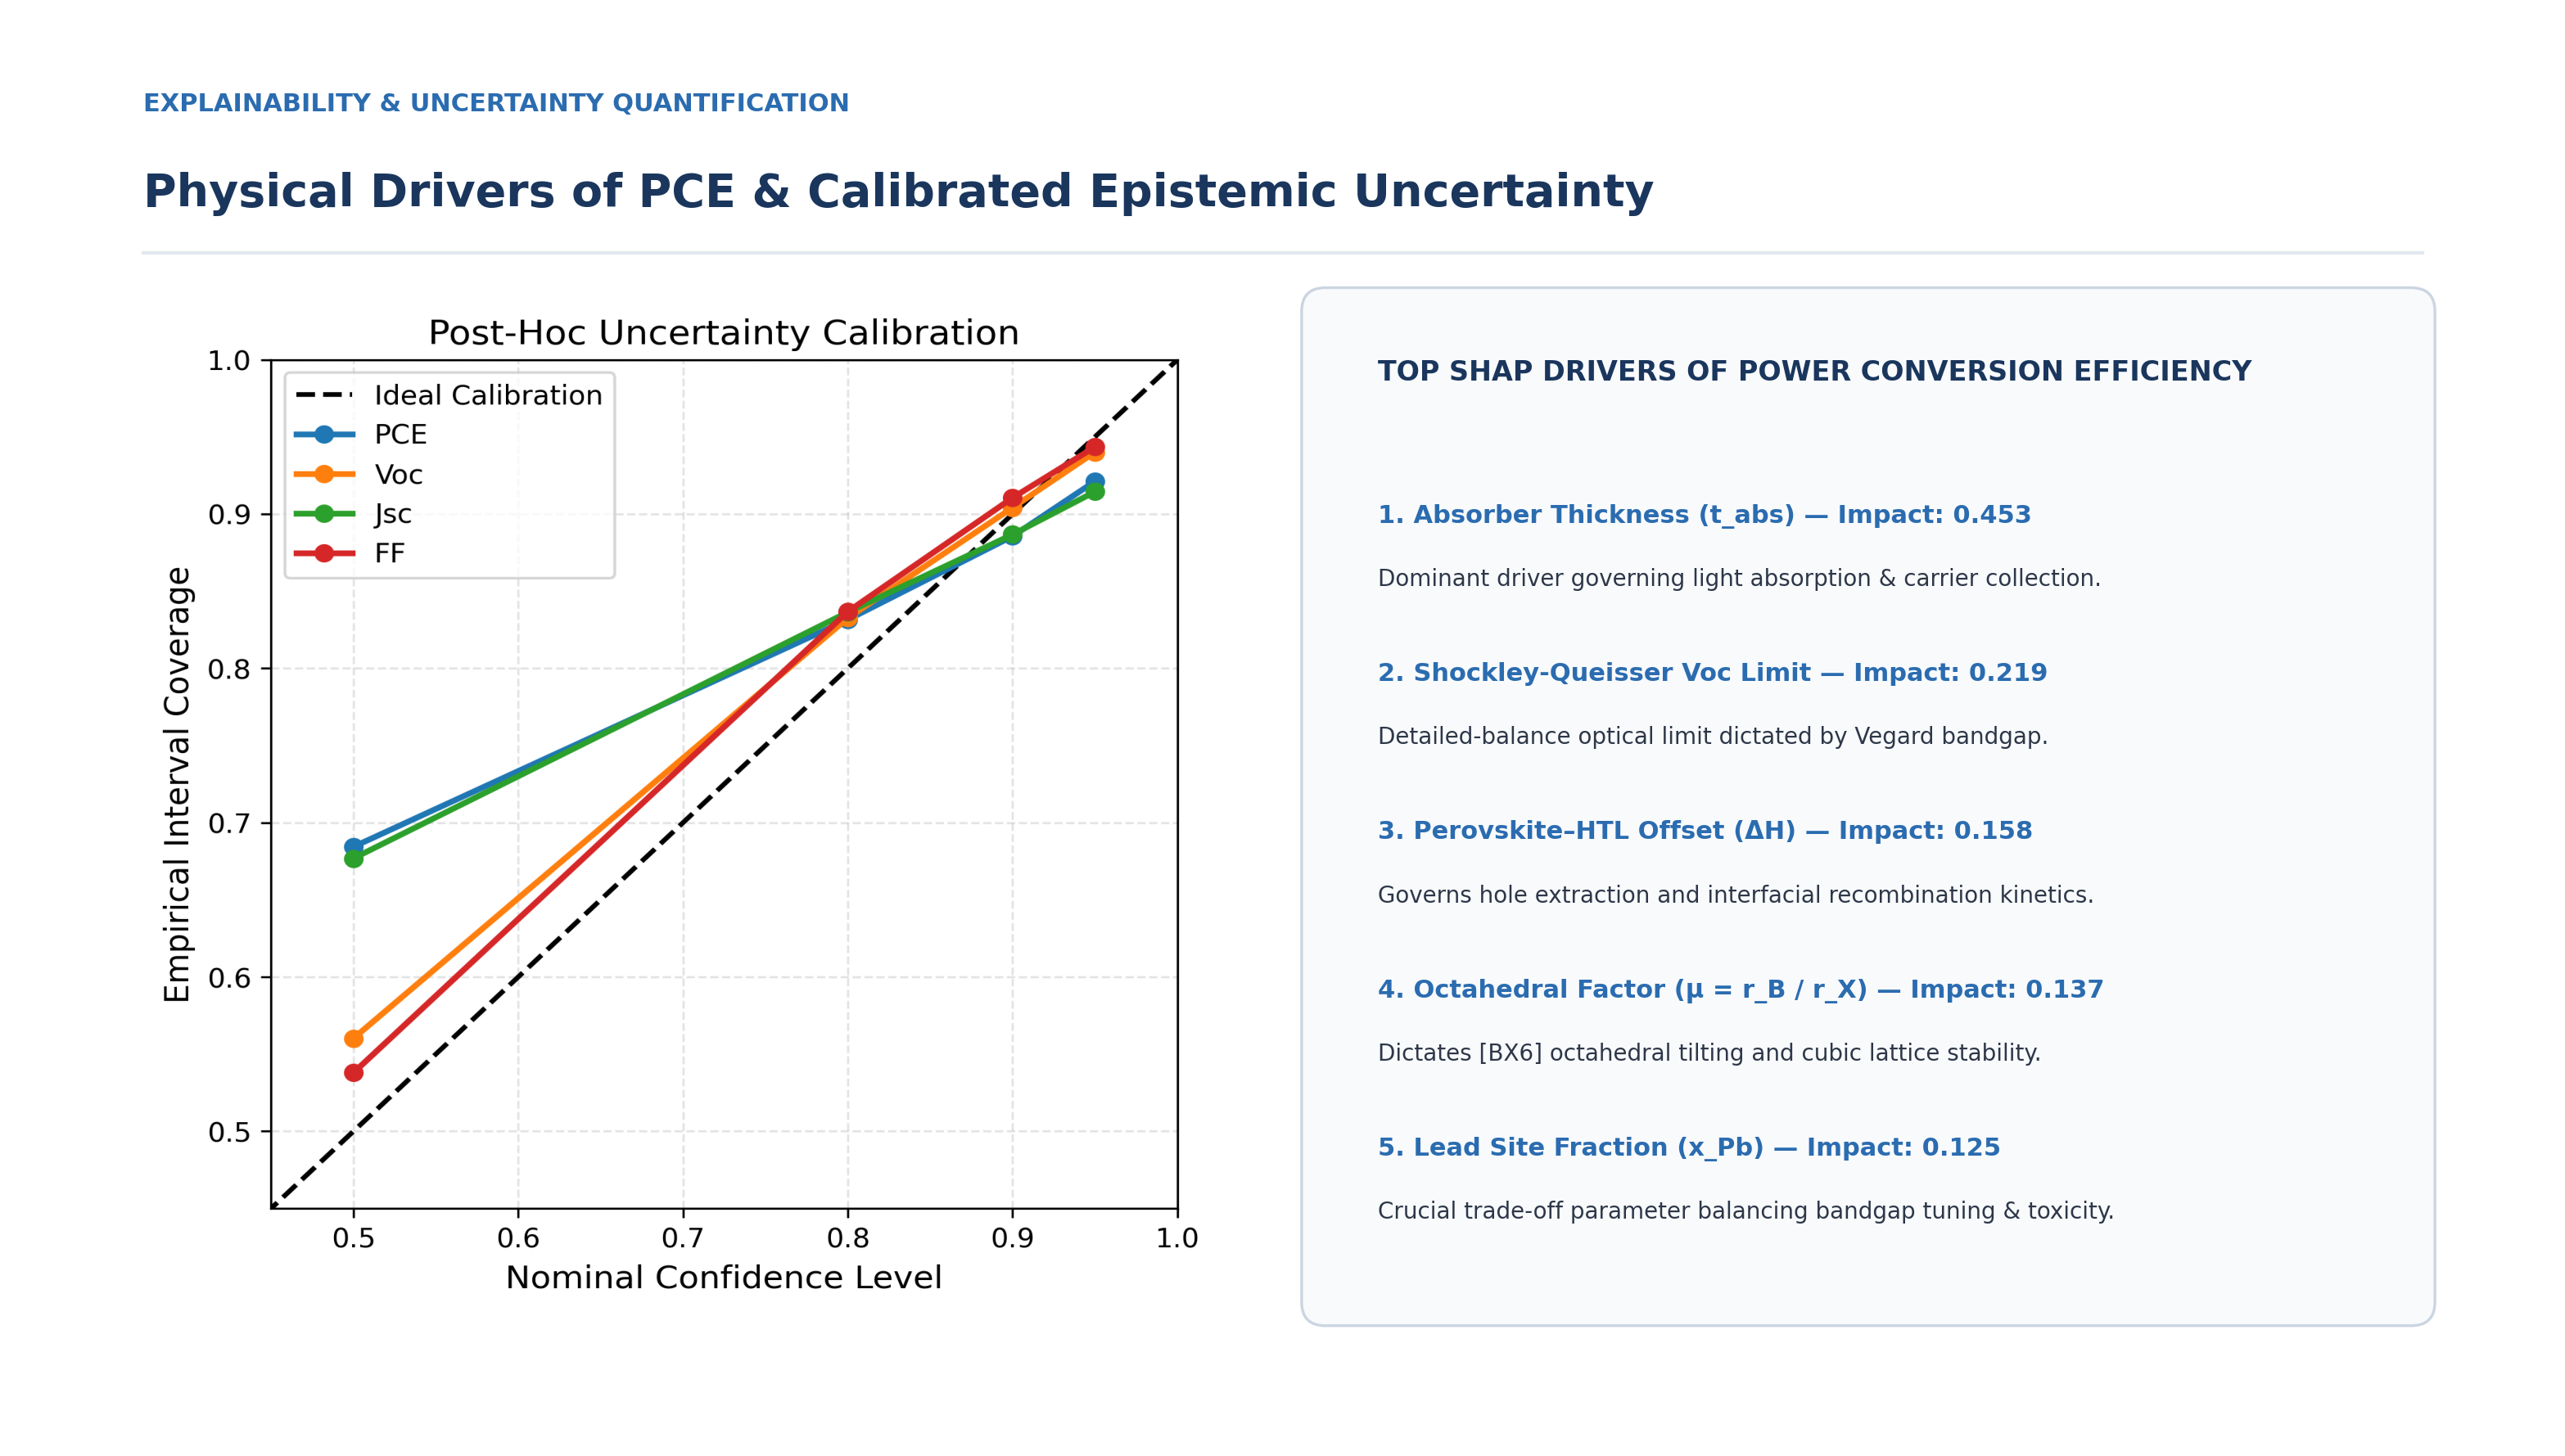 EXPLAINABILITY & UNCERTAINTY QUANTIFICATION
Physical Drivers of PCE & Calibrated Epistemic Uncertainty
Post-Hoc Uncertainty Calibration
Ideal Calibration
PCE
Voc
Jsc
FF
Empirical Interval Coverage
1.0
0.9
0.8
0.7
0.6
0.5
0.5 0.6 0.7 0.8 0.9 1.0
Nominal Confidence Level
TOP SHAP DRIVERS OF POWER CONVERSION EFFICIENCY
1. Absorber Thickness (t_abs) — Impact: 0.453
Dominant driver governing light absorption & carrier collection.
2. Shockley-Queisser Voc Limit — Impact: 0.219
Detailed-balance optical limit dictated by Vegard bandgap.
3. Perovskite–HTL Offset (ΔH) — Impact: 0.158
Governs hole extraction and interfacial recombination kinetics.
4. Octahedral Factor (μ = r_B / r_X) — Impact: 0.137
Dictates [BX6] octahedral tilting and cubic lattice stability.
5. Lead Site Fraction (x_Pb) — Impact: 0.125
Crucial trade-off parameter balancing bandgap tuning & toxicity.